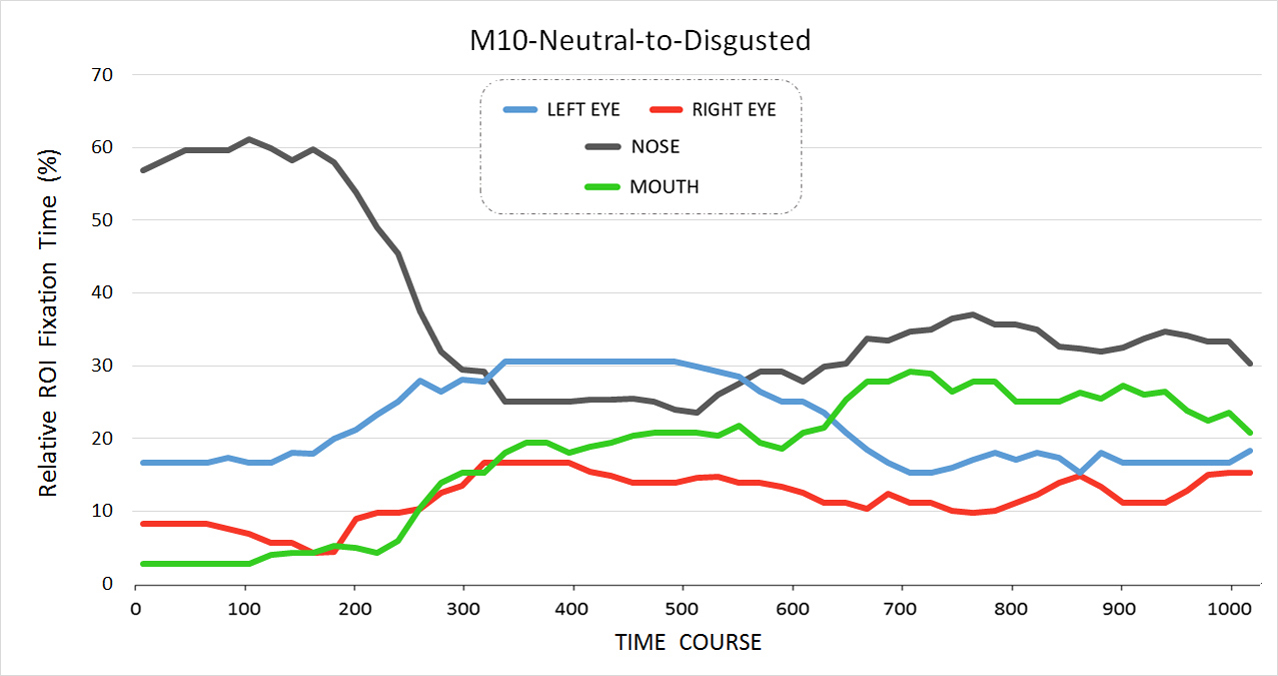 M10-Neutral-to-Disgusted
70
LEFT EYE RIGHT EYE
NOSE
MOUTH
60
50
40
30
20
10
0
Relative ROI Fixation Time (%)
0 100 200 300 400 500 600 700 800 900 1000
TIME COURSE